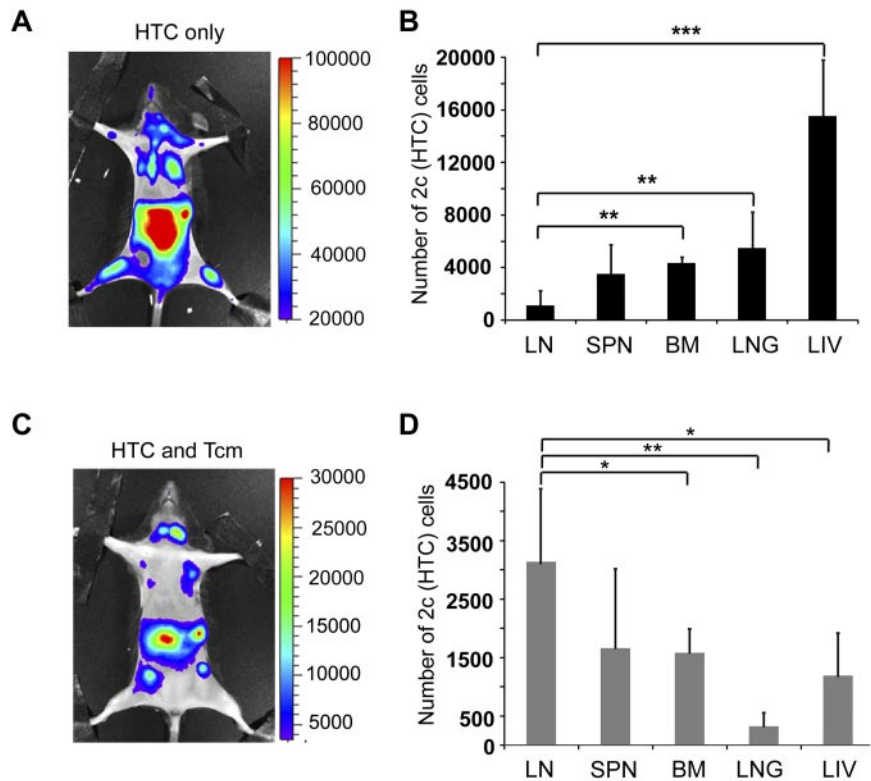 A
HTC only
100000
80000
60000
40000
20000
B
Number of 2c (HTC) cells
20000
16000
12000
8000
4000
0
***
**
**
LN SPN BM LNG LIV
C
HTC and Tcm
30000
25000
20000
15000
10000
5000
D
Number of 2c (HTC) cells
4500
3500
2500
1500
500
0
*
**
*
LN SPN BM LNG LIV